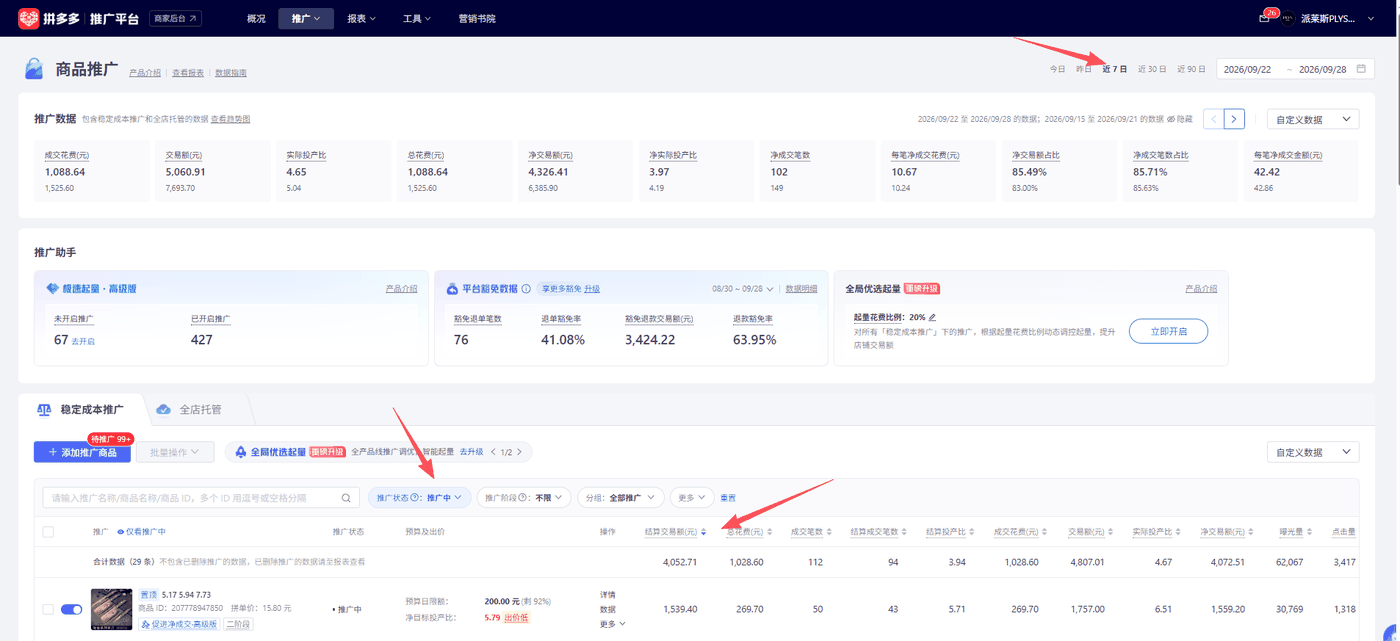 拼多多 推广平台 商家后台 概况 推广 报表 工具 营销书院 26 派莱斯PLYS...
商品推广 产品介绍 查看报表 数据指南 今日 昨日 近 7 日 近 30 日 近 90 日 2026/09/22 ~ 2026/09/28
推广数据 包含稳定成本推广和全店托管的数据 查看趋势图 2026/09/22 至 2026/09/28 的数据; 2026/09/15 至 2026/09/21 的数据 隐藏 自定义数据
成交花费(元) 交易额(元) 实际投产比 总花费(元) 净交易额(元) 净实际投产比 净成交笔数 每笔净成交花费(元) 净交易额占比 净成交笔数占比 每笔净成交金额(元)
1,088.64 5,060.91 4.65 1,088.64 4,326.41 3.97 102 10.67 85.49% 85.71% 42.42
1,525.60 7,693.70 5.04 1,525.60 6,385.90 4.19 149 10.24 83.00% 85.63% 42.86
推广助手
极速起量·高级版 产品介绍
未开启推广 已开启推广
67 去开启 427
平台豁免数据 享更多豁免 升级 08/30 ~ 09/28 数据明细
豁免退单笔数 退单豁免率 豁免退款交易额(元) 退款豁免率
76 41.08% 3,424.22 63.95%
全局优选起量 重磅升级 产品介绍
起量花费比例: 20%
对所有「稳定成本推广」下的推广，根据起量花费比例动态调控起量，提升
店铺交易额
立即开启
稳定成本推广 全店托管
待推广 99+
添加推广商品 批量操作 全局优选起量 重磅升级 全产品线推广调优 智能起量 去升级 1/2 自定义数据
请输入推广名称/商品名称/商品 ID，多个 ID 用逗号或空格分隔 推广状态 : 推广中 推广阶段 : 不限 分组: 全部推广 更多 重置
推广 仅看推广中 推广状态 预算及出价 操作 结算交易额(元) 总花费(元) 成交笔数 结算成交笔数 结算投产比 成交花费(元) 交易额(元) 实际投产比 净交易额(元) 曝光量 点击量
合计数据 (29 条) 不包含已删除推广的数据，已删除推广的数据请至报表查看 4,052.71 1,028.60 112 94 3.94 1,028.60 4,807.01 4.67 4,072.51 62,067 3,417
置顶 5.17 5.94 7.73
商品 ID: 207778947850 拼单价: 15.80 元
促进净成交·高级版 二阶段
推广中
预算日限额: 200.00 元 (剩 92%)
净目标投产比: 5.79 出价低
详情
数据
更多
1,539.40 269.70 50 43 5.71 269.70 1,757.00 6.51 1,559.20 30,769 1,318